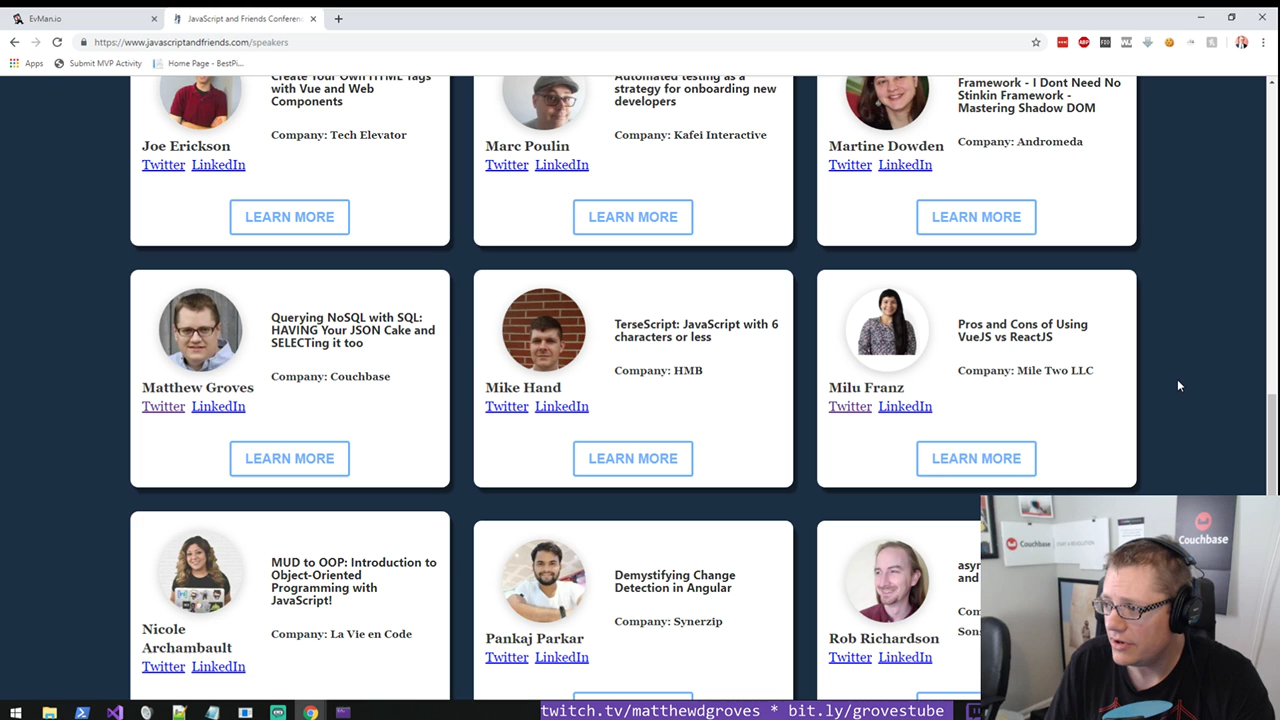 EvMan.io
JavaScript and Friends Conferen
https://www.javascriptandfriends.com/speakers
Apps
Submit MVP Activity
Home Page - BestPi...
Create Your Own HTML Tags
with Vue and Web
Components
Company: Tech Elevator
Joe Erickson
Twitter LinkedIn
LEARN MORE
Automated testing as a
strategy for onboarding new
developers
Company: Kafei Interactive
Marc Poulin
Twitter LinkedIn
LEARN MORE
Framework - I Dont Need No
Stinkin Framework -
Mastering Shadow DOM
Company: Andromeda
Martine Dowden
Twitter LinkedIn
LEARN MORE
Querying NoSQL with SQL:
HAVING Your JSON Cake and
SELECTing it too
Company: Couchbase
Matthew Groves
Twitter LinkedIn
LEARN MORE
TerseScript: JavaScript with 6
characters or less
Company: HMB
Mike Hand
Twitter LinkedIn
LEARN MORE
Pros and Cons of Using
VueJS vs ReactJS
Company: Mile Two LLC
Milu Franz
Twitter LinkedIn
LEARN MORE
MUD to OOP: Introduction to
Object-Oriented
Programming with
JavaScript!
Company: La Vie en Code
Nicole
Archambault
Twitter LinkedIn
Demystifying Change
Detection in Angular
Company: Synerzip
Pankaj Parkar
Twitter LinkedIn
asyn
and
Com
Sons
Rob Richardson
Twitter LinkedIn
Couchbase
Couchbase
twitch.tv/matthewdgroves * bit.ly/grovestube